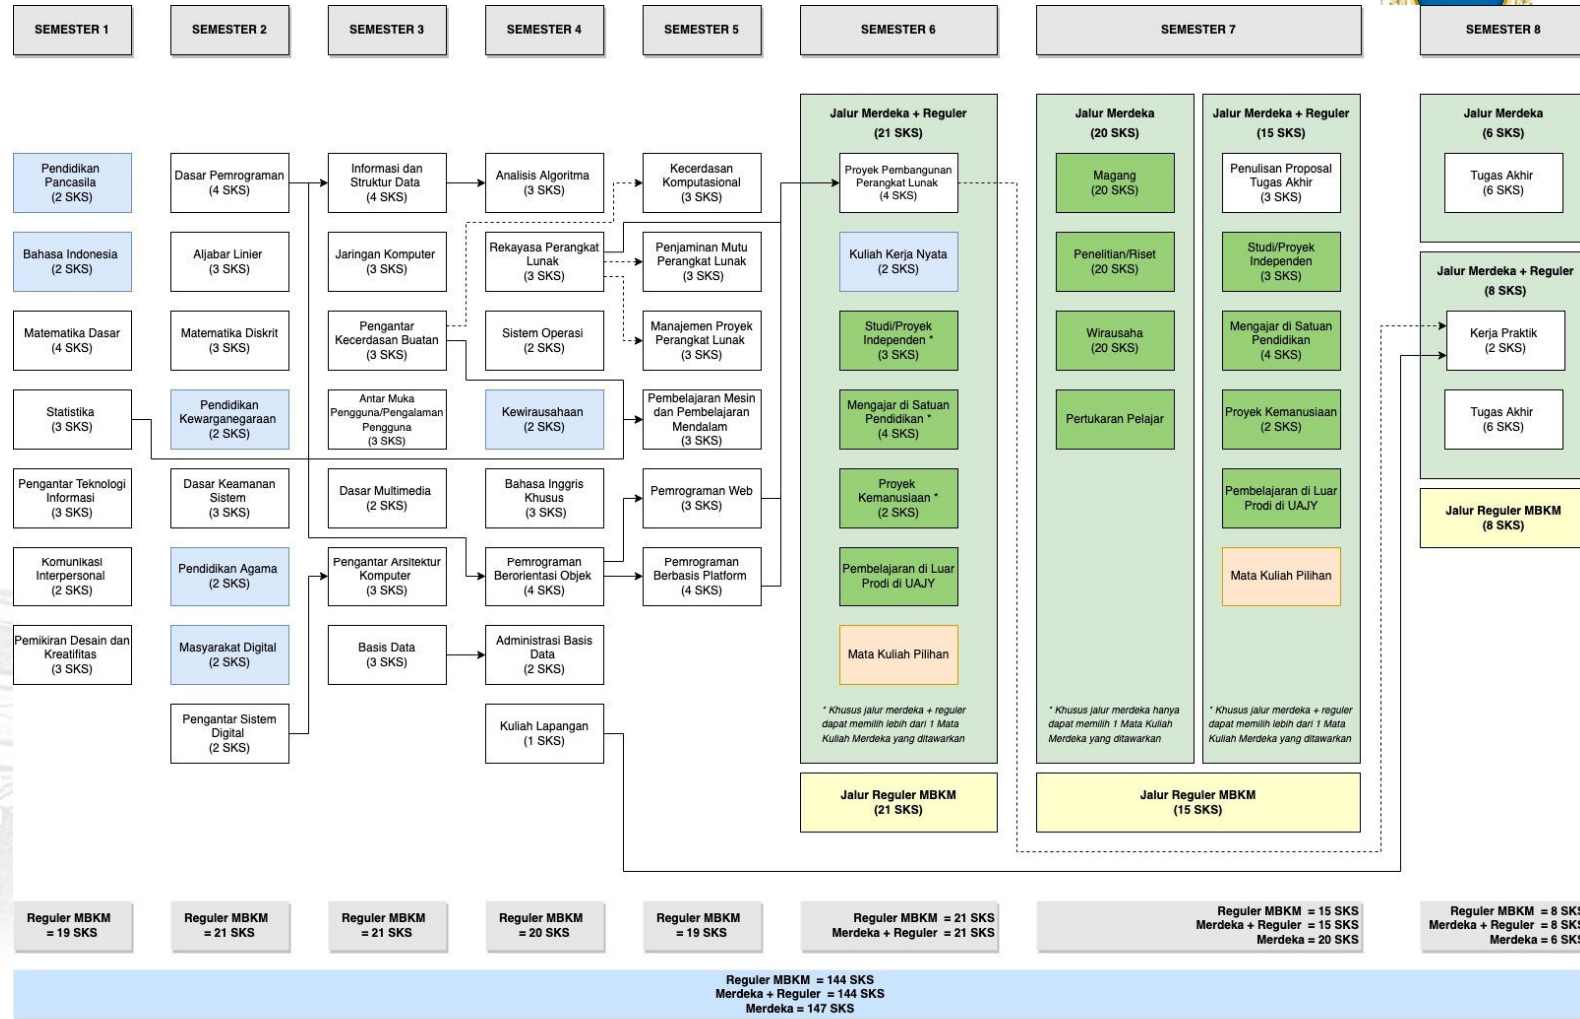 SEMESTER 1
SEMESTER 2
SEMESTER 3
SEMESTER 4
SEMESTER 5
SEMESTER 6
SEMESTER 7
SEMESTER 8
Pendidikan
Pancasila
(2 SKS)
Bahasa Indonesia
(2 SKS)
Matematika Dasar
(4 SKS)
Statistika
(3 SKS)
Pengantar Teknologi
Informasi
(3 SKS)
Komunikasi
Interpersonal
(2 SKS)
Pemikiran Desain dan
Kreatifitas
(3 SKS)
Dasar Pemrograman
(4 SKS)
Aljabar Linier
(3 SKS)
Matematika Diskrit
(3 SKS)
Pendidikan
Kewarganegaraan
(2 SKS)
Dasar Keamanan
Sistem
(3 SKS)
Pendidikan Agama
(2 SKS)
Masyarakat Digital
(2 SKS)
Pengantar Sistem
Digital
(2 SKS)
Informasi dan
Struktur Data
(4 SKS)
Jaringan Komputer
(3 SKS)
Pengantar
Kecerdasan Buatan
(3 SKS)
Antar Muka
Pengguna/Pengalaman
Pengguna
(3 SKS)
Dasar Multimedia
(2 SKS)
Pengantar Arsitektur
Komputer
(3 SKS)
Basis Data
(3 SKS)
Analisis Algoritma
(3 SKS)
Rekayasa Perangkat
Lunak
(3 SKS)
Sistem Operasi
(2 SKS)
Kewirausahaan
(2 SKS)
Bahasa Inggris
Khusus
(3 SKS)
Pemrograman
Berorientasi Objek
(4 SKS)
Administrasi Basis
Data
(2 SKS)
Kuliah Lapangan
(1 SKS)
Kecerdasan
Komputasional
(3 SKS)
Penjaminan Mutu
Perangkat Lunak
(3 SKS)
Manajemen Proyek
Perangkat Lunak
(3 SKS)
Pembelajaran Mesin
dan Pembelajaran
Mendalam
(3 SKS)
Pemrograman Web
(3 SKS)
Pemrograman
Berbasis Platform
(4 SKS)
Jalur Merdeka + Reguler
(21 SKS)
Proyek Pembangunan
Perangkat Lunak
(4 SKS)
Kuliah Kerja Nyata
(2 SKS)
Studi/Proyek
Independen *
(3 SKS)
Mengajar di Satuan
Pendidikan *
(4 SKS)
Proyek
Kemanusiaan *
(2 SKS)
Pembelajaran di Luar
Prodi di UAJY
Mata Kuliah Pilihan
* Khusus jalur merdeka + reguler
dapat memilih lebih dari 1 Mata
Kuliah Merdeka yang ditawarkan
Jalur Reguler MBKM
(21 SKS)
Jalur Merdeka
(20 SKS)
Magang
(20 SKS)
Penelitian/Riset
(20 SKS)
Wirausaha
(20 SKS)
Pertukaran Pelajar
* Khusus jalur merdeka hanya
dapat memilih 1 Mata Kuliah
Merdeka yang ditawarkan
Jalur Merdeka + Reguler
(15 SKS)
Penulisan Proposal
Tugas Akhir
(3 SKS)
Studi/Proyek
Independen
(3 SKS)
Mengajar di Satuan
Pendidikan
(4 SKS)
Proyek Kemanusiaan
(2 SKS)
Pembelajaran di Luar
Prodi di UAJY
Mata Kuliah Pilihan
* Khusus jalur merdeka + reguler
dapat memilih lebih dari 1 Mata
Kuliah Merdeka yang ditawarkan
Jalur Reguler MBKM
(15 SKS)
Jalur Merdeka
(6 SKS)
Tugas Akhir
(6 SKS)
Jalur Merdeka + Reguler
(8 SKS)
Kerja Praktik
(2 SKS)
Tugas Akhir
(6 SKS)
Jalur Reguler MBKM
(8 SKS)
Reguler MBKM
= 19 SKS
Reguler MBKM
= 21 SKS
Reguler MBKM
= 21 SKS
Reguler MBKM
= 20 SKS
Reguler MBKM
= 19 SKS
Reguler MBKM = 21 SKS
Merdeka + Reguler = 21 SKS
Reguler MBKM = 15 SKS
Merdeka + Reguler = 15 SKS
Merdeka = 20 SKS
Reguler MBKM = 8 SKS
Merdeka + Reguler = 8 SKS
Merdeka = 6 SKS
Reguler MBKM = 144 SKS
Merdeka + Reguler = 144 SKS
Merdeka = 147 SKS